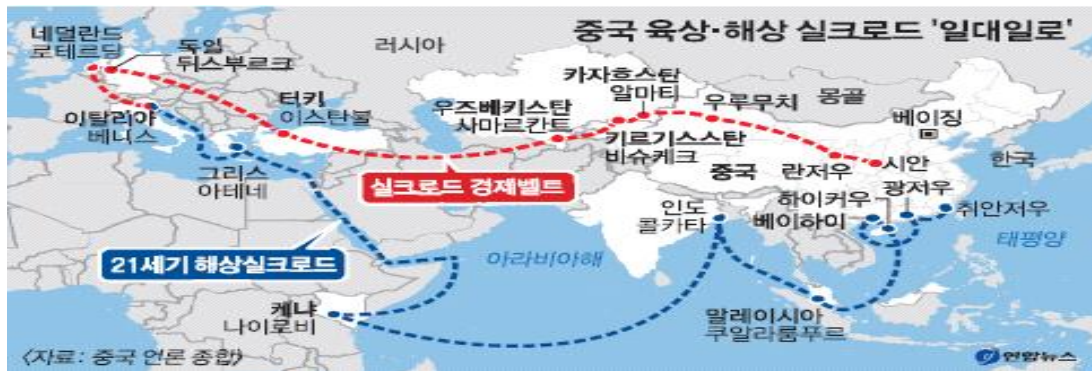 중국 육상·해상 실크로드 '일대일로'
네덜란드
로테르담
독일
뒤스부르크
러시아
이탈리아
베니스
터키
이스탄불
그리스
아테네
우즈베키스탄
사마르칸트
카자흐스탄
알마티
키르기스스탄
비슈케크
우루무치
몽골
베이징
한국
중국
란저우
시안
광저우
하이커우
베이하이
취안저우
태평양
실크로드 경제벨트
인도
콜카타
21세기 해상실크로드
아라비아해
케냐
나이로비
말레이시아
쿠알라룸푸르
<자료 : 중국 언론 종합>
연합뉴스